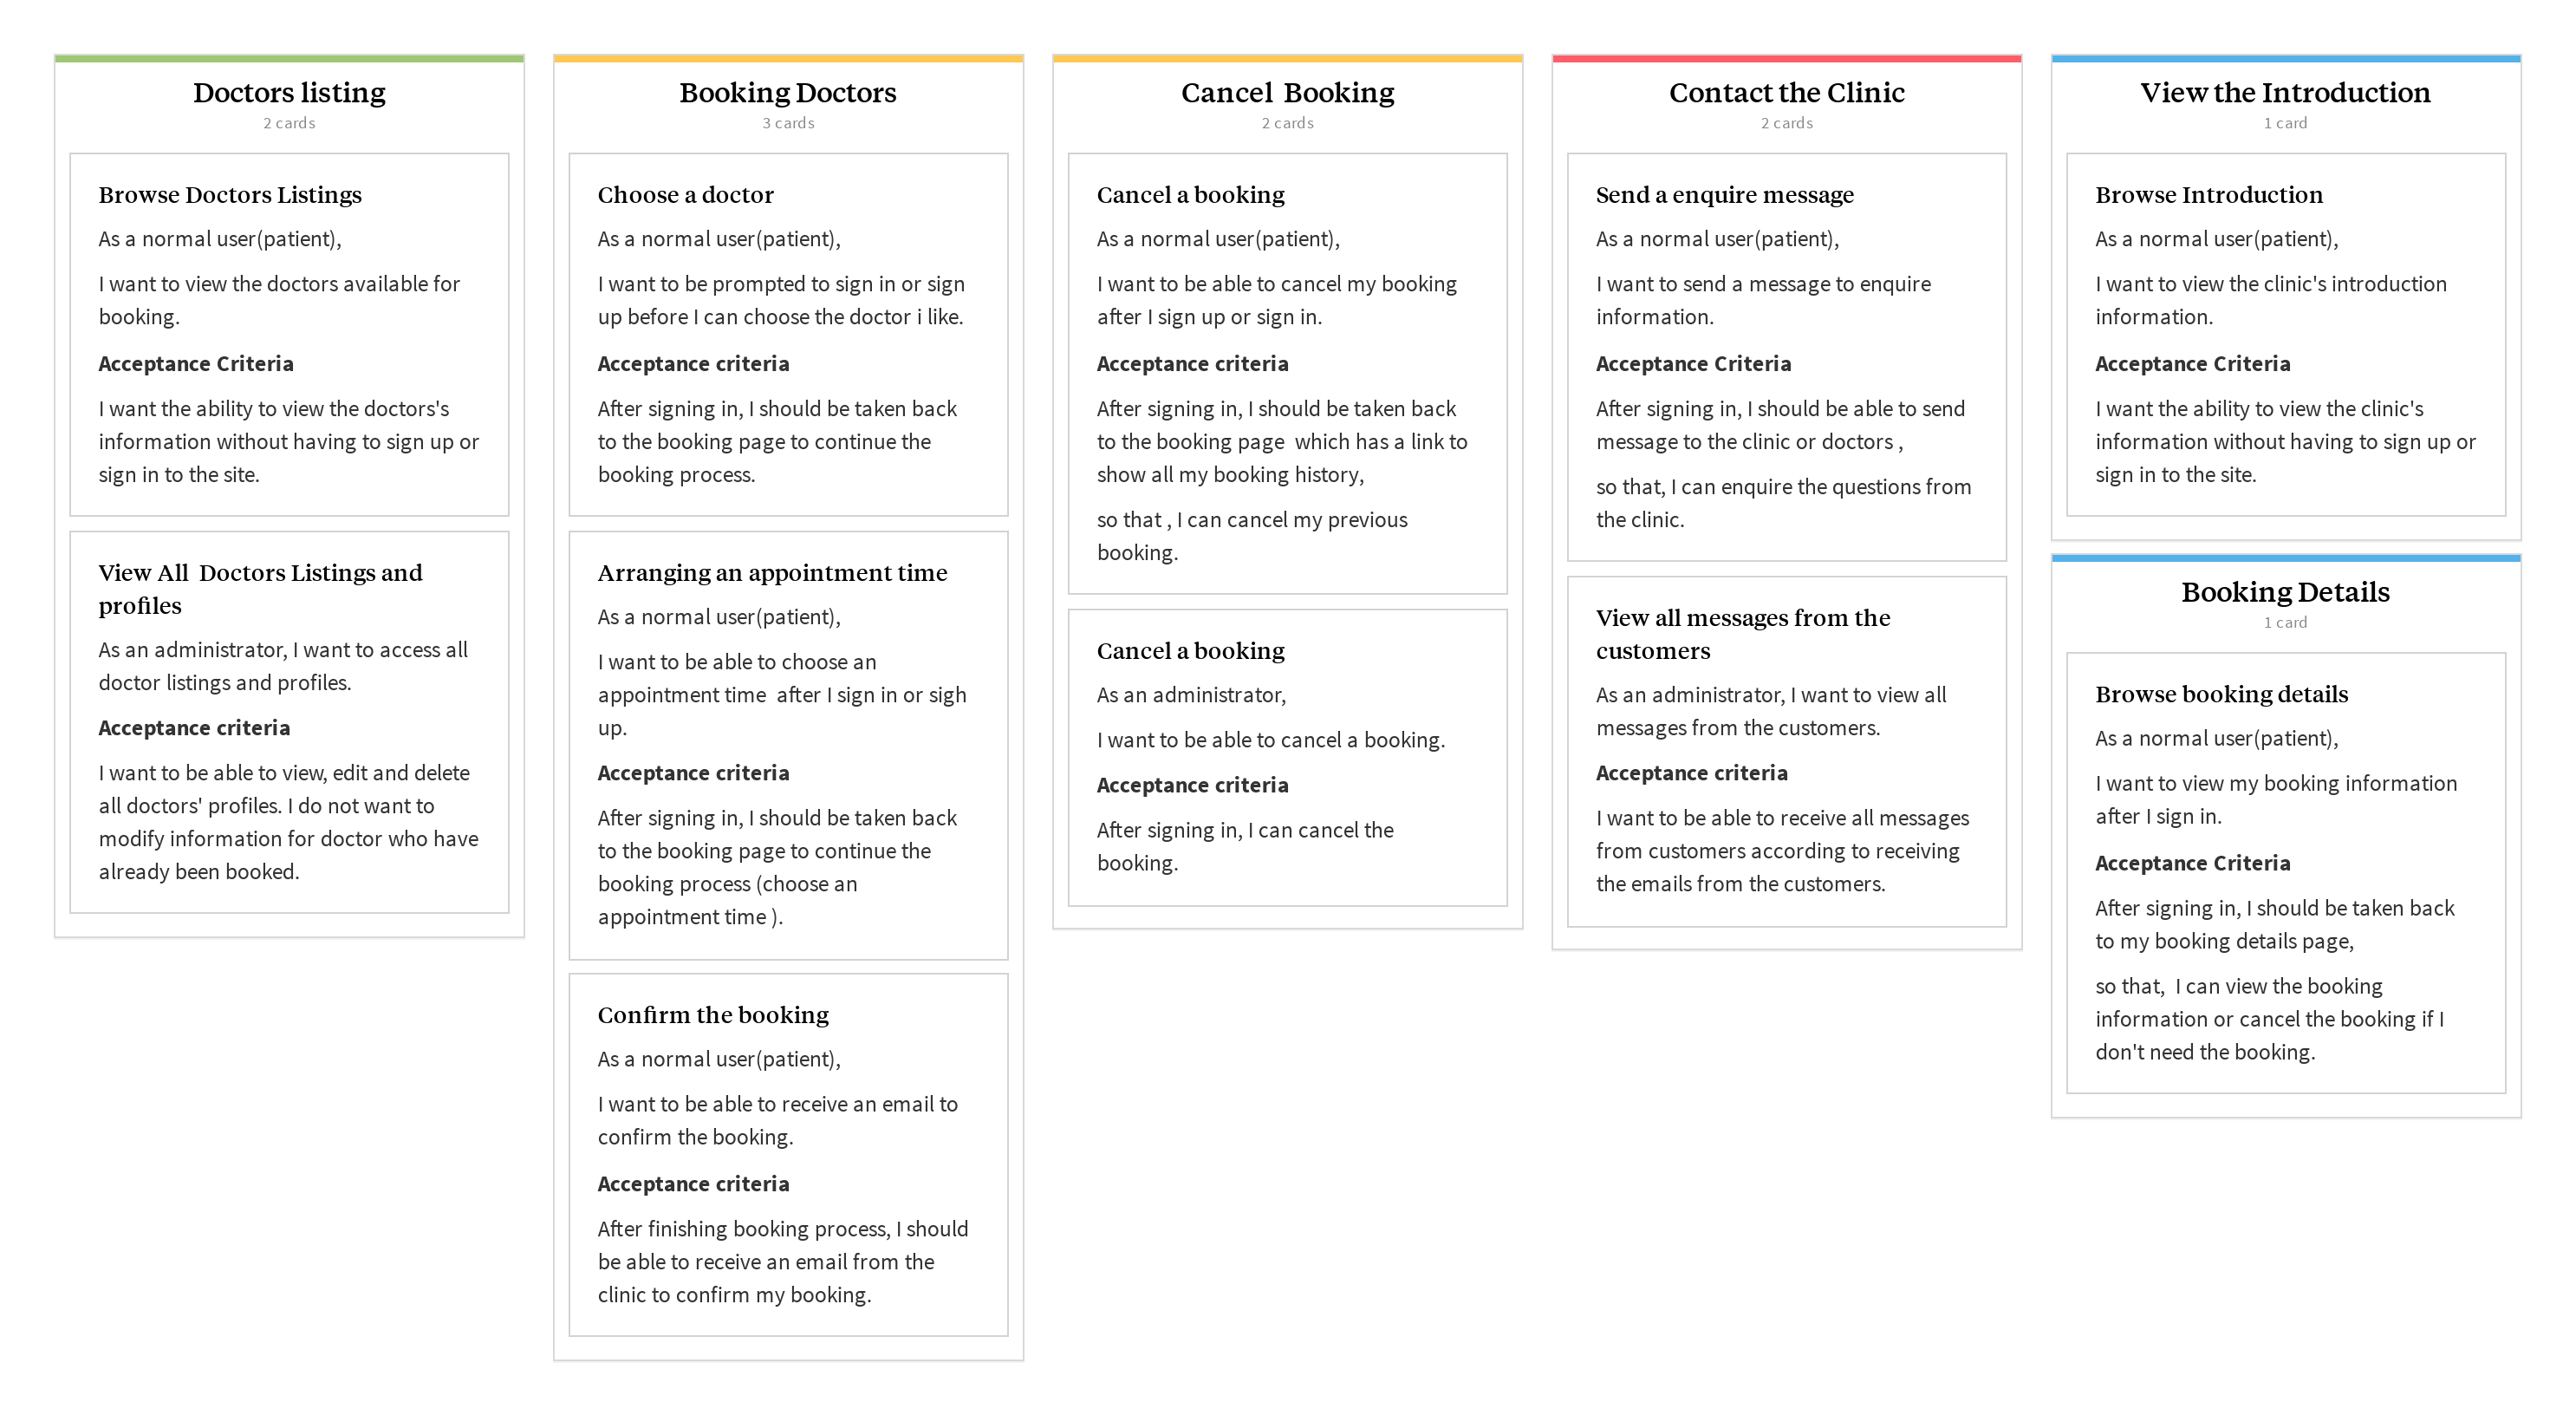 Doctors listing
2 cards
Browse Doctors Listings
As a normal user(patient),
I want to view the doctors available for
booking.
Acceptance Criteria
I want the ability to view the doctors's
information without having to sign up or
sign in to the site.
View All  Doctors Listings and
profiles
As an administrator, I want to access all
doctor listings and profiles.
Acceptance criteria
I want to be able to view, edit and delete
all doctors' profiles. I do not want to
modify information for doctor who have
already been booked.
Booking Doctors
3 cards
Choose a doctor
As a normal user(patient),
I want to be prompted to sign in or sign
up before I can choose the doctor i like.
Acceptance criteria
After signing in, I should be taken back
to the booking page to continue the
booking process.
Arranging an appointment time
As a normal user(patient),
I want to be able to choose an
appointment time  after I sign in or sigh
up.
Acceptance criteria
After signing in, I should be taken back
to the booking page to continue the
booking process (choose an
appointment time ).
Confirm the booking
As a normal user(patient),
I want to be able to receive an email to
confirm the booking.
Acceptance criteria
After finishing booking process, I should
be able to receive an email from the
clinic to confirm my booking.
Cancel  Booking
2 cards
Cancel a booking
As a normal user(patient),
I want to be able to cancel my booking
after I sign up or sign in.
Acceptance criteria
After signing in, I should be taken back
to the booking page  which has a link to
show all my booking history,
so that , I can cancel my previous
booking.
Cancel a booking
As an administrator,
I want to be able to cancel a booking.
Acceptance criteria
After signing in, I can cancel the
booking.
Contact the Clinic
2 cards
Send a enquire message
As a normal user(patient),
I want to send a message to enquire
information.
Acceptance Criteria
After signing in, I should be able to send
message to the clinic or doctors ,
so that, I can enquire the questions from
the clinic.
View all messages from the
customers
As an administrator, I want to view all
messages from the customers.
Acceptance criteria
I want to be able to receive all messages
from customers according to receiving
the emails from the customers.
View the Introduction
1 card
Browse Introduction
As a normal user(patient),
I want to view the clinic's introduction
information.
Acceptance Criteria
I want the ability to view the clinic's
information without having to sign up or
sign in to the site.
Booking Details
1 card
Browse booking details
As a normal user(patient),
I want to view my booking information
after I sign in.
Acceptance Criteria
After signing in, I should be taken back
to my booking details page,
so that,  I can view the booking
information or cancel the booking if I
don't need the booking.